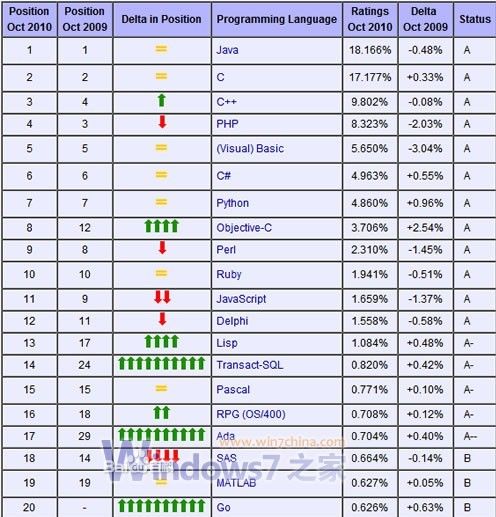 Position Oct 2010 Position Oct 2009 Delta in Position Programming Language Ratings Oct 2010 Delta Oct 2009 Status
1 1 = Java 18.166% -0.48% A
2 2 = C 17.177% +0.33% A
3 4 ↑ C++ 9.802% -0.08% A
4 3 ↓ PHP 8.323% -2.03% A
5 5 = (Visual) Basic 5.650% -3.04% A
6 6 = C# 4.963% +0.55% A
7 7 = Python 4.860% +0.96% A
8 12 ↑↑↑↑ Objective-C 3.706% +2.54% A
9 8 ↓ Perl 2.310% -1.45% A
10 10 = Ruby 1.941% -0.51% A
11 9 ↓↓ JavaScript 1.659% -1.37% A
12 11 ↓ Delphi 1.558% -0.58% A
13 17 ↑↑↑↑ Lisp 1.084% +0.48% A-
14 24 ↑↑↑↑↑↑↑↑↑↑ Transact-SQL 0.820% +0.42% A-
15 15 = Pascal 0.771% +0.10% A-
16 18 ↑↑ RPG (OS/400) 0.708% +0.12% A-
17 29 ↑↑↑↑↑↑↑↑↑↑ Ada 0.704% +0.40% A--
www.win7china.com
18 14 ↓↓↓↓ SAS 0.664% -0.14% B
Windows7之家
19 19 = MATLAB 0.627% +0.05% B
20 - ↑↑↑↑↑↑↑↑↑↑ Go 0.626% +0.63% B